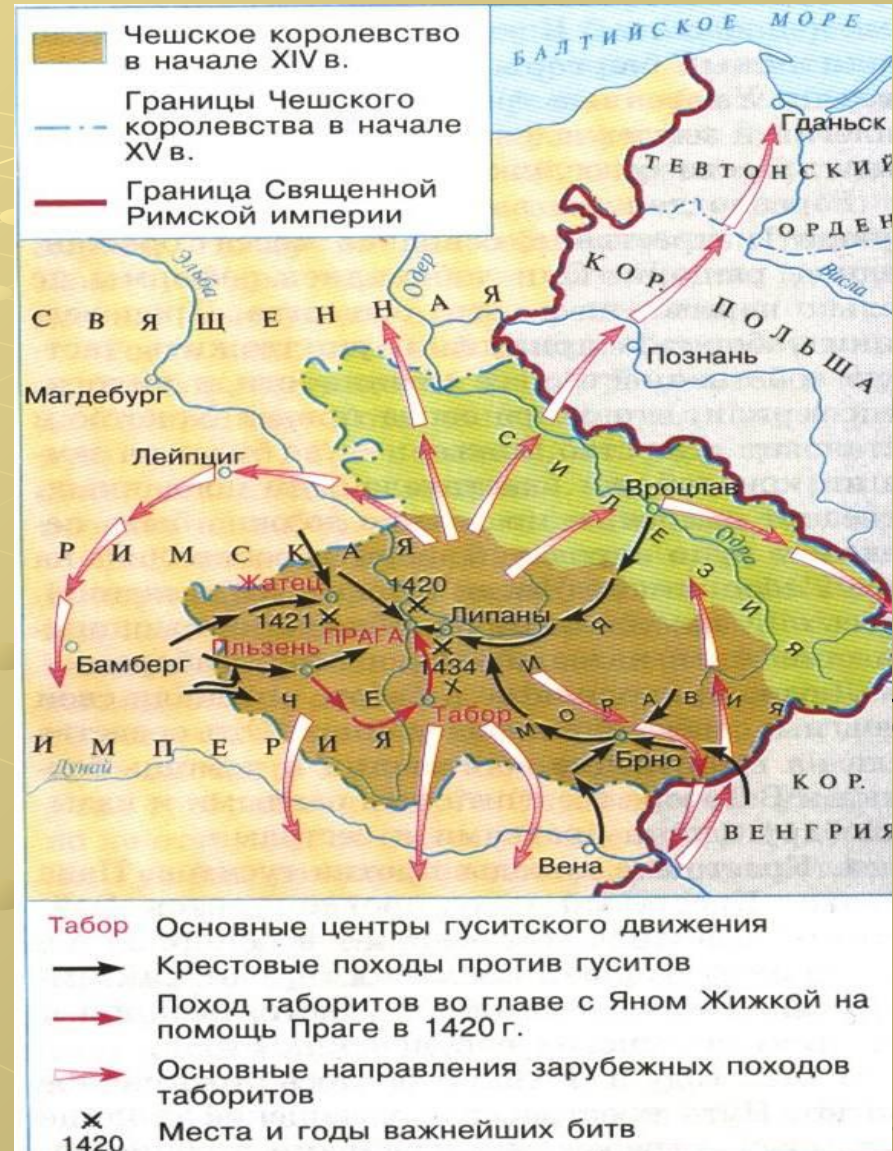 Чешское королевство
в начале XIV в.
Границы Чешского
королевства в начале
XV в.
Граница Священной
Римской империи
БАЛТИЙСКОЕ МОРЕ
Гданьск
ТЕВТОНСКИЙ
ОРДЕН
Висла
Эльба
Одер
КОР. ПОЛЬША
СВЯЩЕННАЯ
Познань
Магдебург
Лейпциг
СИЛЕЗИЯ
Вроцлав
Одра
РИМСКАЯ
Жатец
1420
1421
ПРАГА
Липаны
Пльзень
1434
Бамберг
ЧЕХИЯ
Табор
МОРАВИЯ
ИМПЕРИЯ
Брно
Дунай
КОР.
ВЕНГРИЯ
Вена
Табор Основные центры гуситского движения
Крестовые походы против гуситов
Поход таборитов во главе с Яном Жижкой на
помощь Праге в 1420 г.
Основные направления зарубежных походов
таборитов
1420 Места и годы важнейших битв